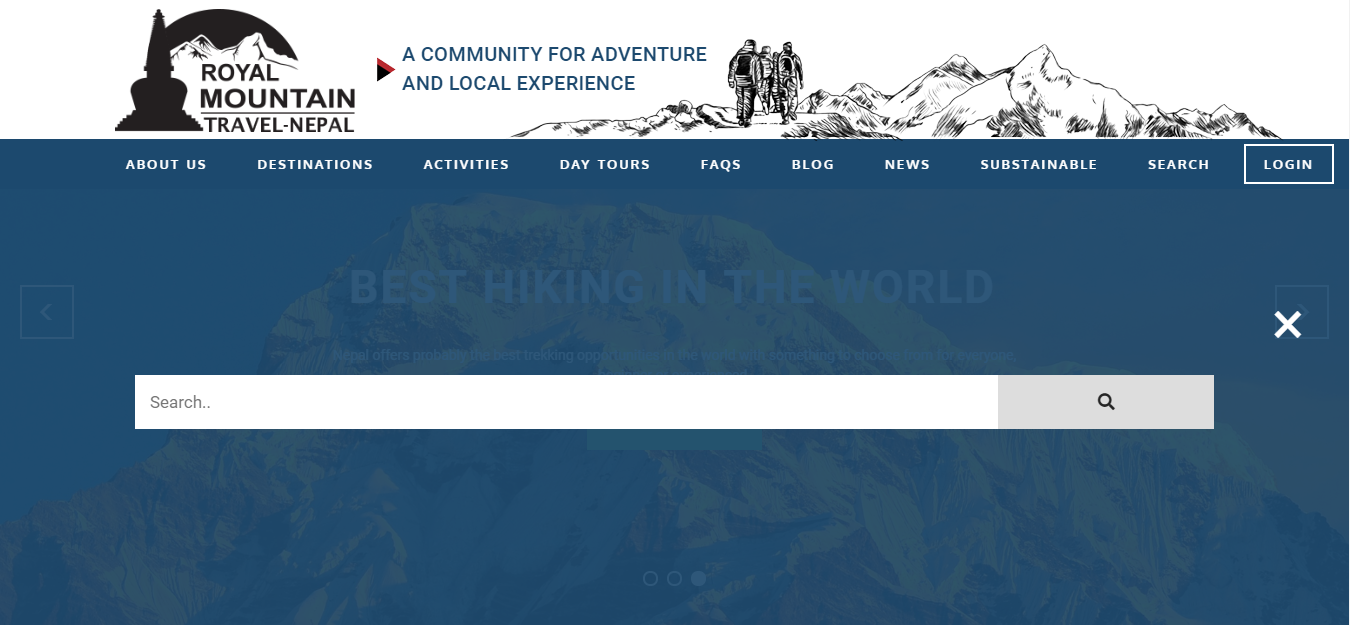 ROYAL
MOUNTAIN
TRAVEL-NEPAL
A COMMUNITY FOR ADVENTURE
AND LOCAL EXPERIENCE
ABOUT US DESTINATIONS ACTIVITIES DAY TOURS FAQS BLOG NEWS SUBSTAINABLE SEARCH LOGIN
BEST HIKING IN THE WORLD
Nepal offers probably the best trekking opportunities in the world with something to choose from for everyone.
Search..